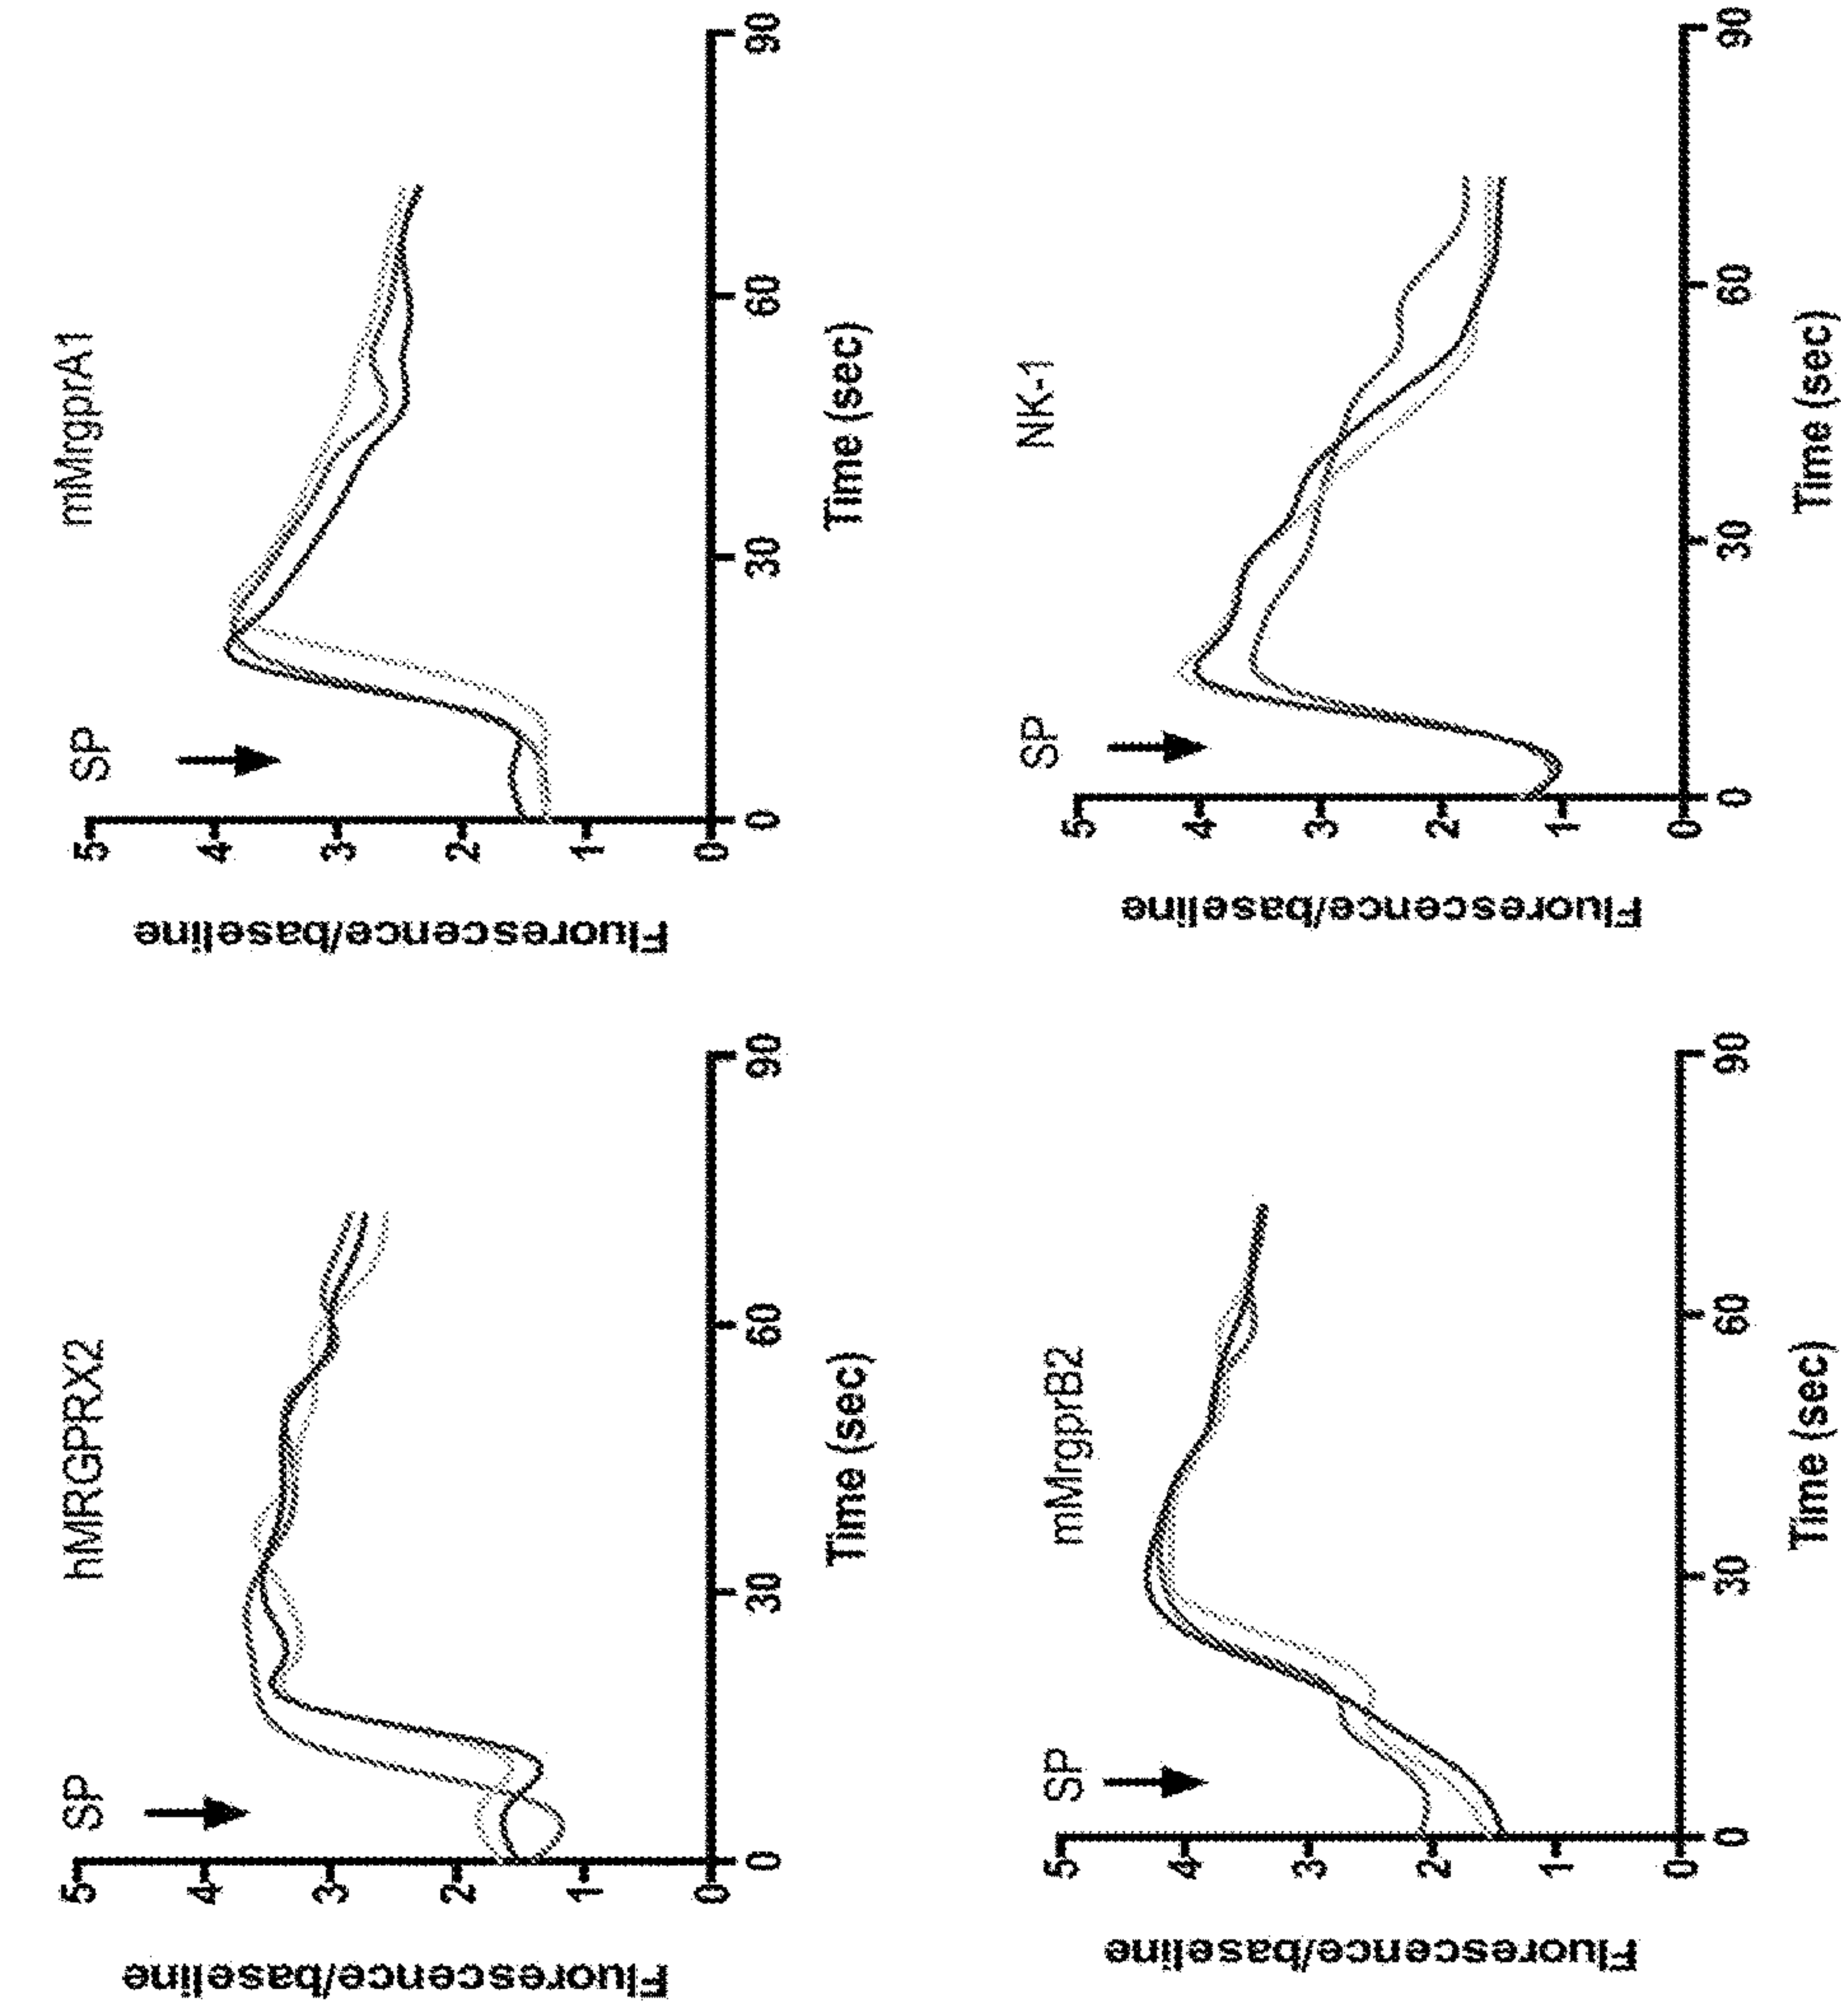 hMRGPRX2
SP
Fluorescence/baseline
5
4
3
2
1
0
0
30
60
90
Time (sec)
mMrgprA1
SP
Fluorescence/baseline
5
4
3
2
1
0
0
30
60
90
Time (sec)
mMrgprB2
SP
Fluorescence/baseline
5
4
3
2
1
0
0
30
60
90
Time (sec)
NK-1
SP
Fluorescence/baseline
5
4
3
2
1
0
0
30
60
90
Time (sec)